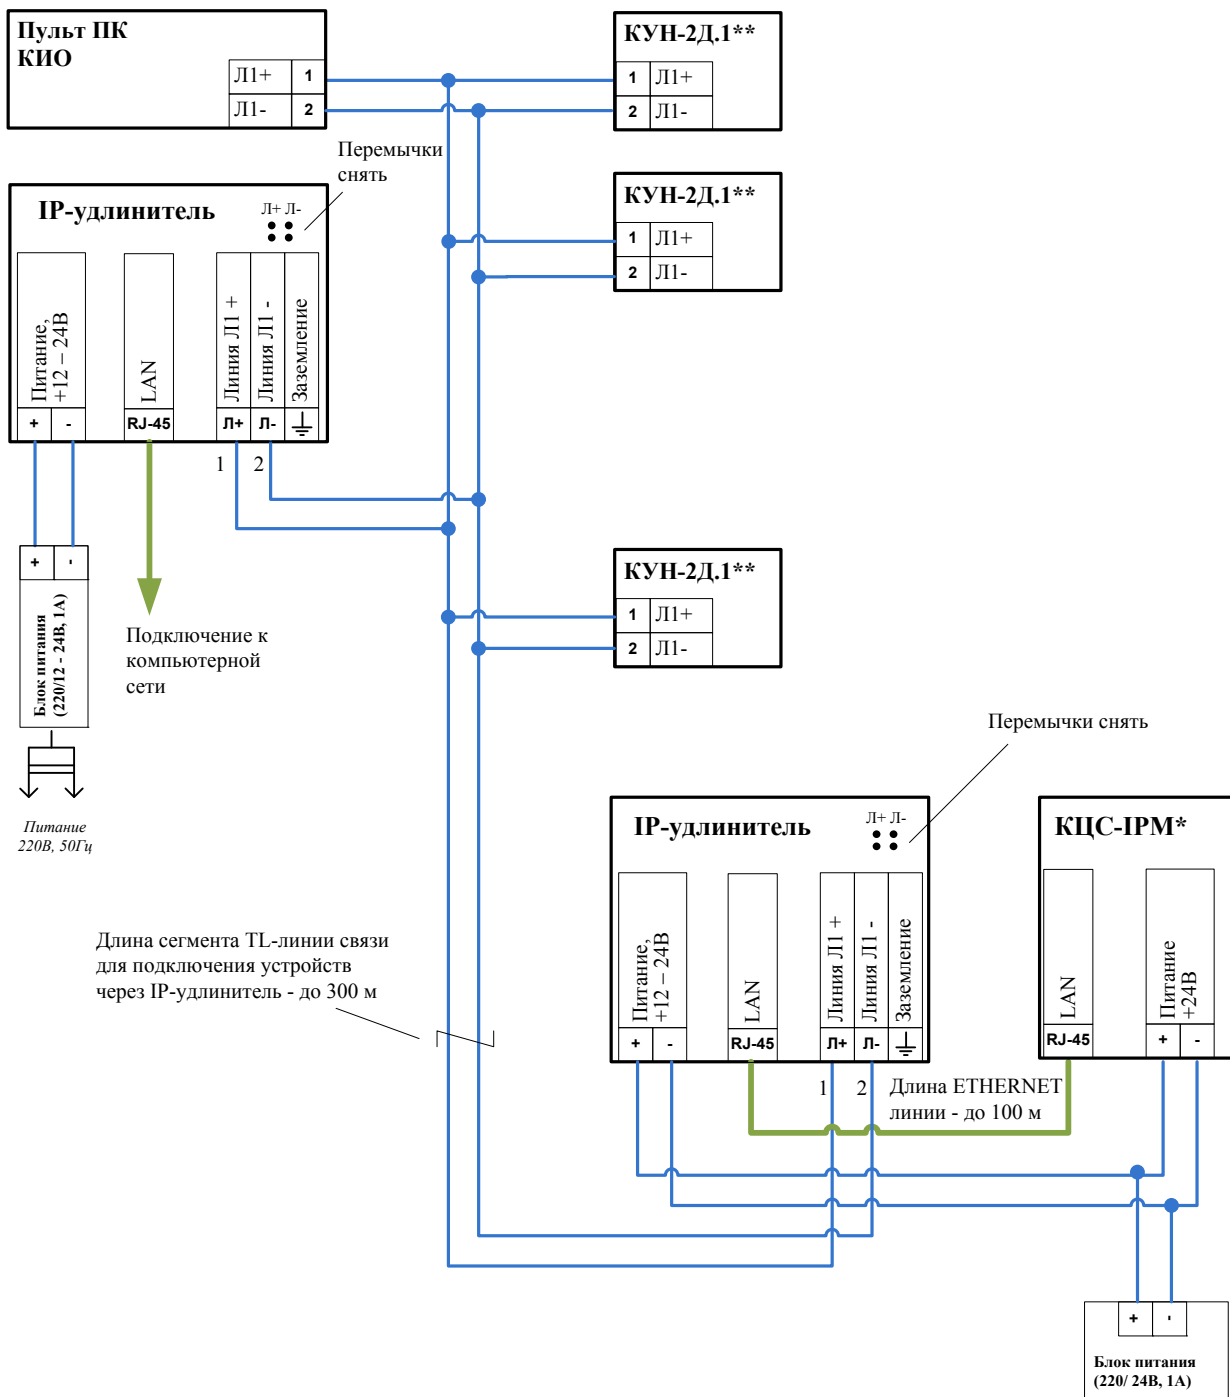 Пульт ПК
КИО
Л1+ 1
Л1- 2
КУН-2Д.1**
1 Л1+
2 Л1-
Перемычки
снять
КУН-2Д.1**
1 Л1+
2 Л1-
IP-удлинитель
Л+ Л-
Питание,
+12 – 24В
LAN
Линия Л1 +
Линия Л1 -
Заземление
+ - RJ-45 Л+ Л-
1 2
+ -
Блок питания
(220/12 - 24В, 1А)
Подключение к
компьютерной
сети
Питание
220В, 50Гц
КУН-2Д.1**
1 Л1+
2 Л1-
Перемычки снять
IP-удлинитель
Л+ Л-
Питание,
+12 – 24В
LAN
Линия Л1 +
Линия Л1 -
Заземление
+ - RJ-45 Л+ Л-
1 2
КЦС-IPM*
LAN
Питание
+24В
RJ-45 + -
Длина сегмента TL-линии связи
для подключения устройств
через IP-удлинитель - до 300 м
Длина ETHERNET
линии - до 100 м
+ -
Блок питания
(220/ 24В, 1А)